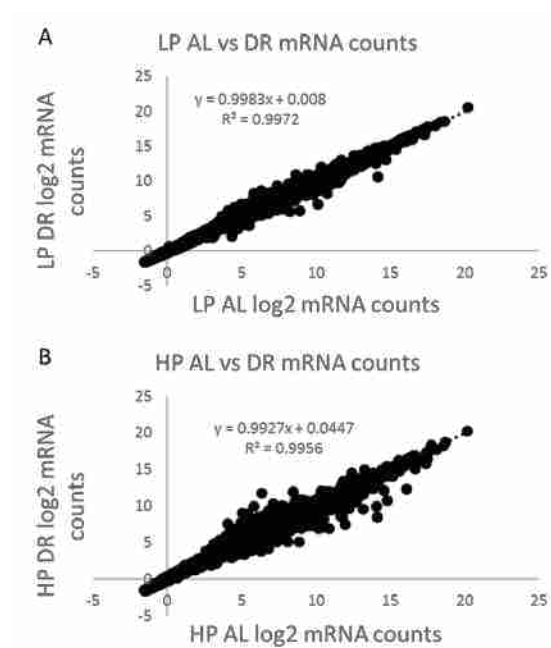 A
LP AL vs DR mRNA counts
25
20
15
10
5
0
-5
-5
0
5
10
15
20
25
y = 0.9983x + 0.008
R² = 0.9972
LP DR log2 mRNA
counts
LP AL log2 mRNA counts
B
HP AL vs DR mRNA counts
25
20
15
10
5
0
-5
-5
0
5
10
15
20
25
y = 0.9927x + 0.0447
R² = 0.9956
HP DR log2 mRNA
counts
HP AL log2 mRNA counts